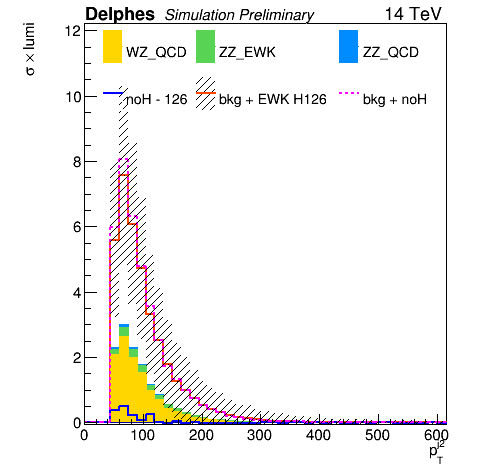 Delphes Simulation Preliminary 14 TeV
σ × lumi
12
WZ_QCD ZZ_EWK ZZ_QCD
10
noH - 126 bkg + EWK H126 bkg + noH
8
6
4
2
0
0 100 200 300 400 500 600
p_T^{j2}